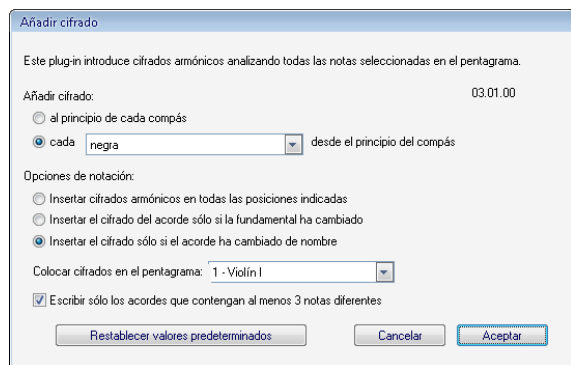 Añadir cifrado
Este plug-in introduce cifrados armónicos analizando todas las notas seleccionadas en el pentagrama.
Añadir cifrado: 03.01.00
al principio de cada compás
cada negra desde el principio del compás
Opciones de notación:
Insertar cifrados armónicos en todas las posiciones indicadas
Insertar el cifrado del acorde sólo si la fundamental ha cambiado
Insertar el cifrado sólo si el acorde ha cambiado de nombre
Colocar cifrados en el pentagrama: 1 - Violín I
Escribir sólo los acordes que contengan al menos 3 notas diferentes
Restablecer valores predeterminados Cancelar Aceptar